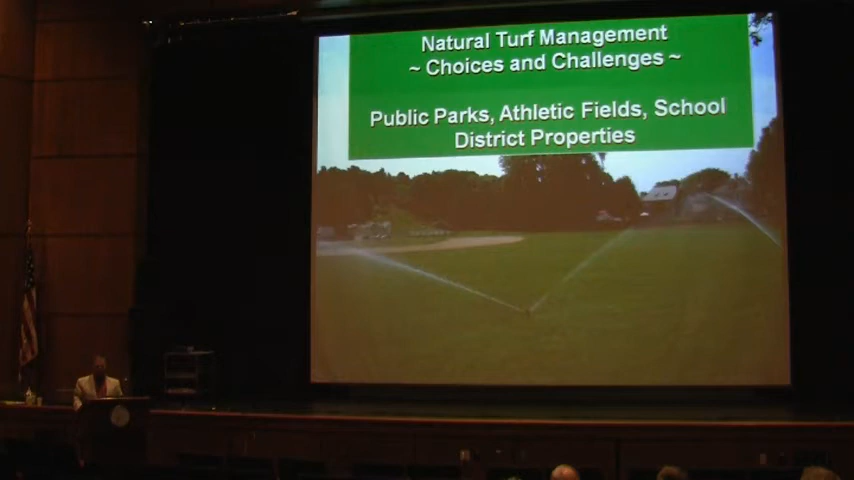 Natural Turf Management
~ Choices and Challenges ~
Public Parks, Athletic Fields, School
District Properties